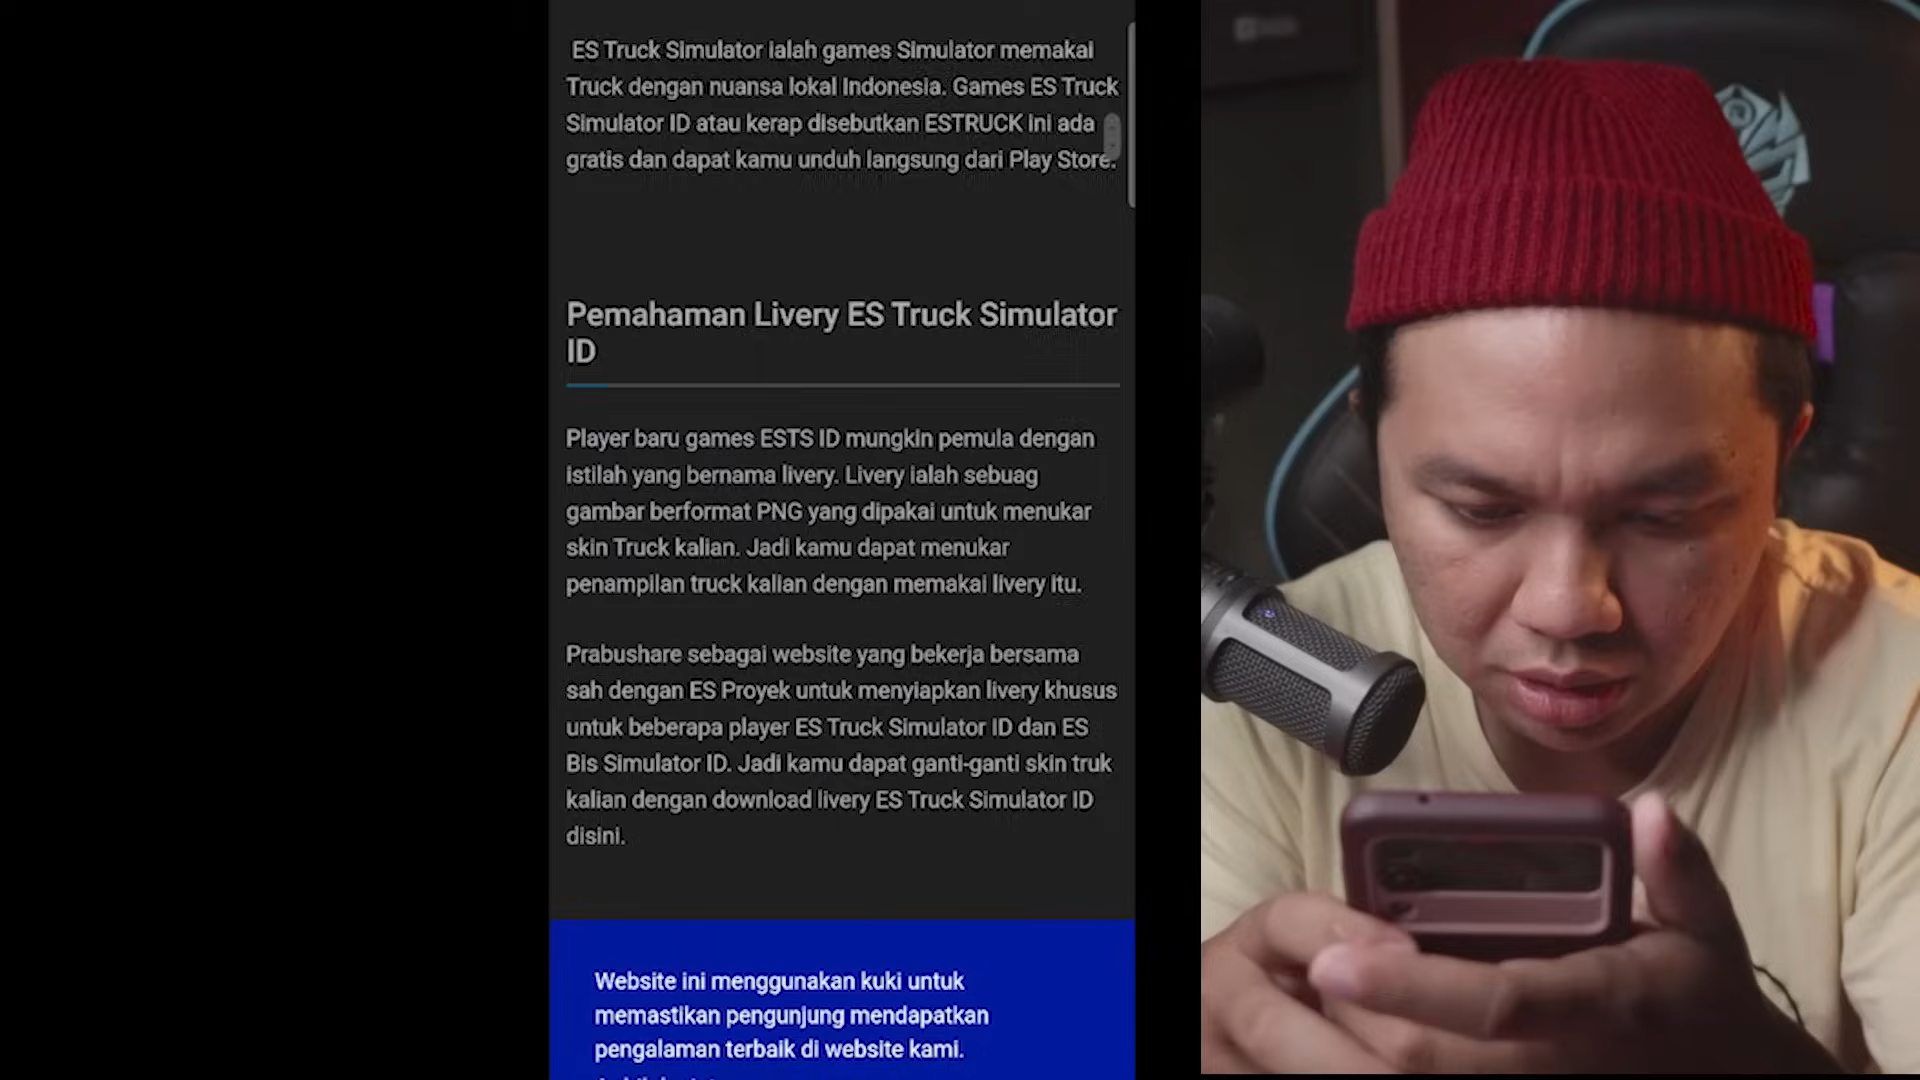 ES Truck Simulator ialah games Simulator memakai
Truck dengan nuansa lokal Indonesia. Games ES Truck
Simulator ID atau kerap disebutkan ESTRUCK ini ada
gratis dan dapat kamu unduh langsung dari Play Store.
Pemahaman Livery ES Truck Simulator
ID
Player baru games ESTS ID mungkin pemula dengan
istilah yang bernama livery. Livery ialah sebuag
gambar berformat PNG yang dipakai untuk menukar
skin Truck kalian. Jadi kamu dapat menukar
penampilan truck kalian dengan memakai livery itu.
Prabushare sebagai website yang bekerja bersama
sah dengan ES Proyek untuk menyiapkan livery khusus
untuk beberapa player ES Truck Simulator ID dan ES
Bis Simulator ID. Jadi kamu dapat ganti-ganti skin truk
kalian dengan download livery ES Truck Simulator ID
disini.
Website ini menggunakan kuki untuk
memastikan pengunjung mendapatkan
pengalaman terbaik di website kami.